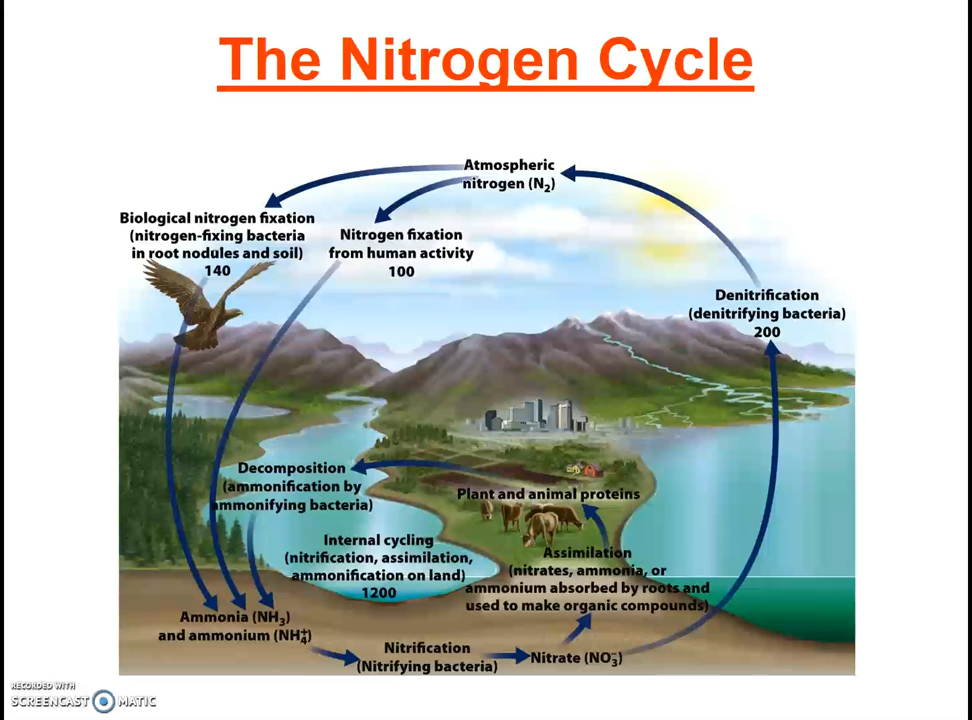 The Nitrogen Cycle
Atmospheric
nitrogen (N₂)
Biological nitrogen fixation
(nitrogen-fixing bacteria
in root nodules and soil)
140
Nitrogen fixation
from human activity
100
Denitrification
(denitrifying bacteria)
200
Decomposition
(ammonification by
ammonifying bacteria)
Plant and animal proteins
Internal cycling
(nitrification, assimilation,
ammonification on land)
1200
Assimilation
(nitrates, ammonia, or
ammonium absorbed by roots and
used to make organic compounds)
Ammonia (NH₃)
and ammonium (NH₄⁺)
Nitrification
(Nitrifying bacteria)
Nitrate (NO₃⁻)
RECORDED WITH
SCREENCAST MATIC